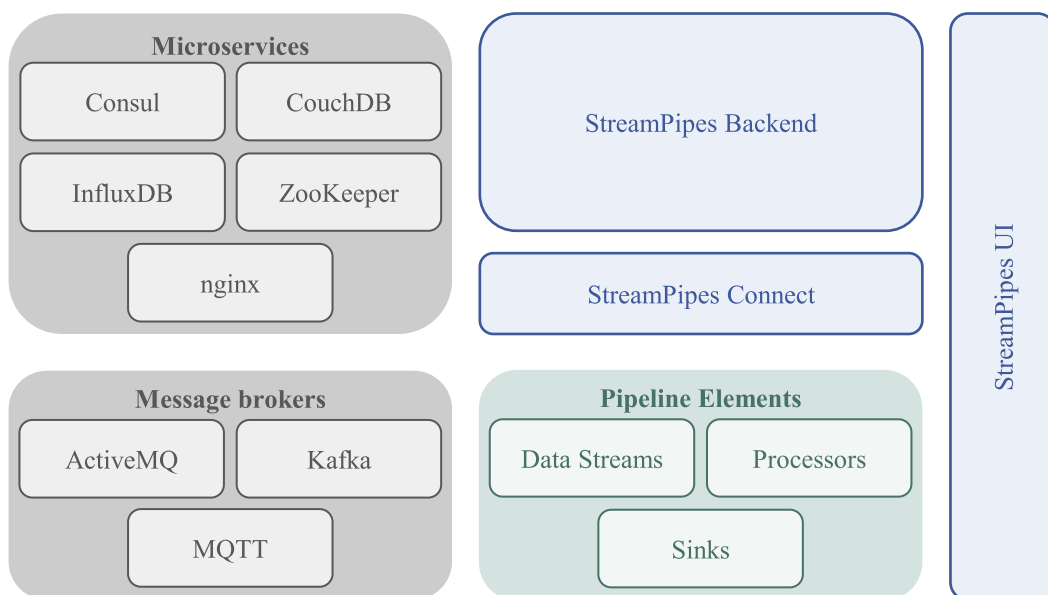 Microservices
Consul
CouchDB
InfluxDB
ZooKeeper
nginx
StreamPipes Backend
StreamPipes Connect
StreamPipes UI
Message brokers
ActiveMQ
Kafka
MQTT
Pipeline Elements
Data Streams
Processors
Sinks